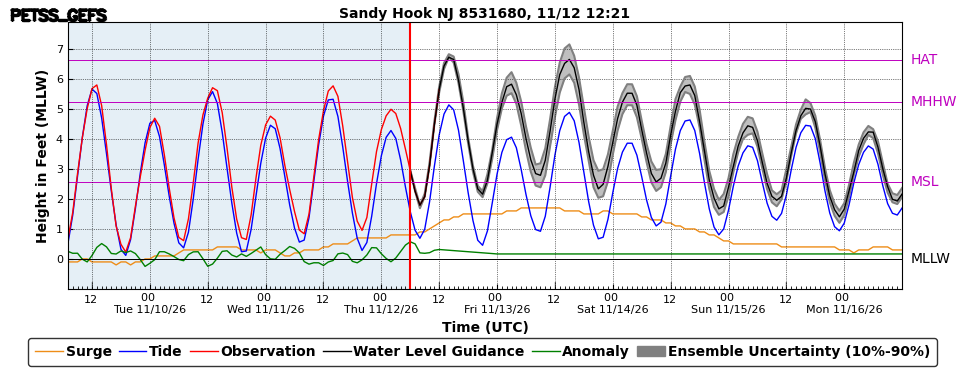 PETSS_GEFS
Sandy Hook NJ 8531680, 11/12 12:21
Height in Feet (MLLW)
7
6
5
4
3
2
1
0
HAT
MHHW
MSL
MLLW
12 00 12 00 12 00 12 00 12 00 12 00 12 00
Tue 11/10/26 Wed 11/11/26 Thu 11/12/26 Fri 11/13/26 Sat 11/14/26 Sun 11/15/26 Mon 11/16/26
Time (UTC)
Surge Tide Observation Water Level Guidance Anomaly Ensemble Uncertainty (10%-90%)